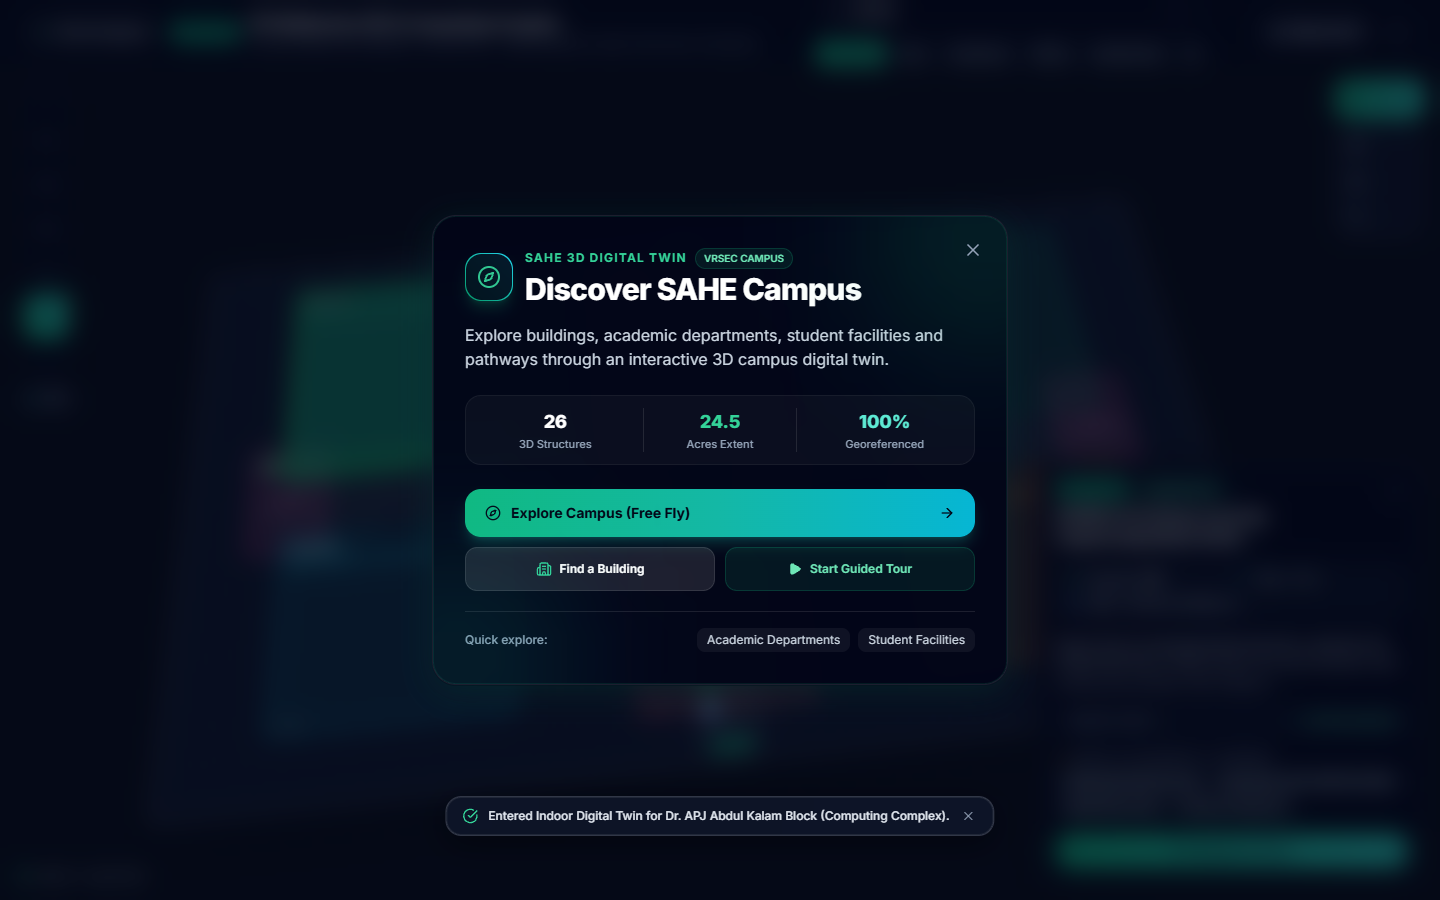 SAHE 3D DIGITAL TWIN VRSEC CAMPUS
Discover SAHE Campus
Explore buildings, academic departments, student facilities and
pathways through an interactive 3D campus digital twin.
26 24.5 100%
3D Structures Acres Extent Georeferenced
Explore Campus (Free Fly)
Find a Building Start Guided Tour
Quick explore: Academic Departments Student Facilities
Entered Indoor Digital Twin for Dr. APJ Abdul Kalam Block (Computing Complex).